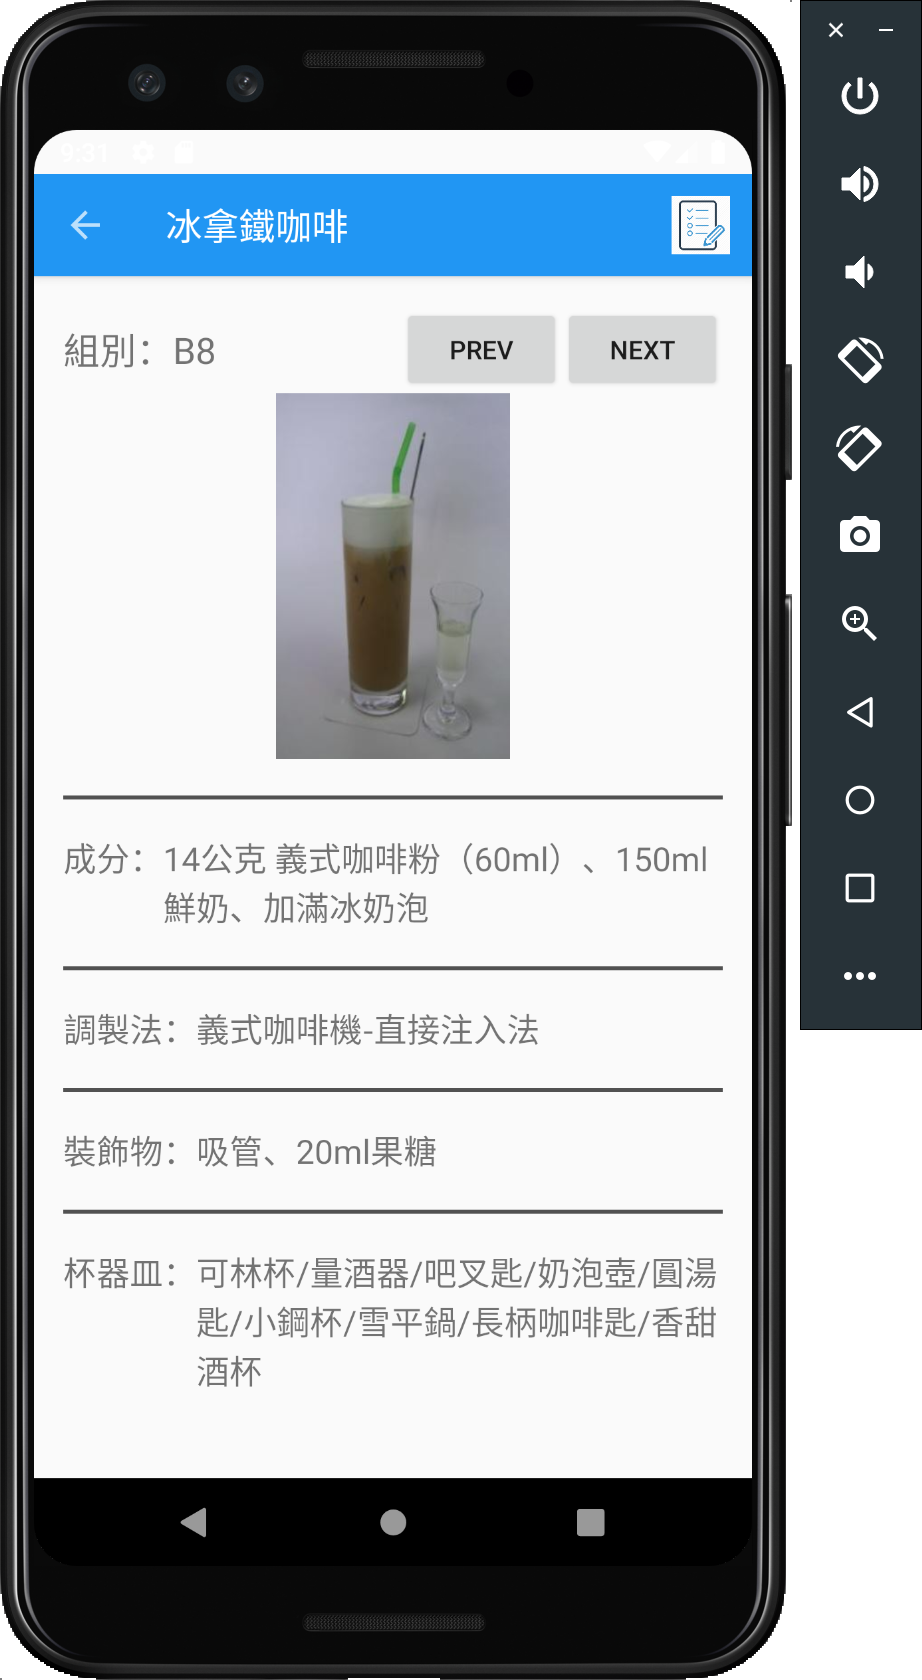 9:31
冰拿鐵咖啡
組別：B8
PREV
NEXT
成分：14公克 義式咖啡粉（60ml）、150ml
鮮奶、加滿冰奶泡
調製法：義式咖啡機-直接注入法
裝飾物：吸管、20ml果糖
杯器皿：可林杯/量酒器/吧叉匙/奶泡壺/圓湯
匙/小鋼杯/雪平鍋/長柄咖啡匙/香甜
酒杯